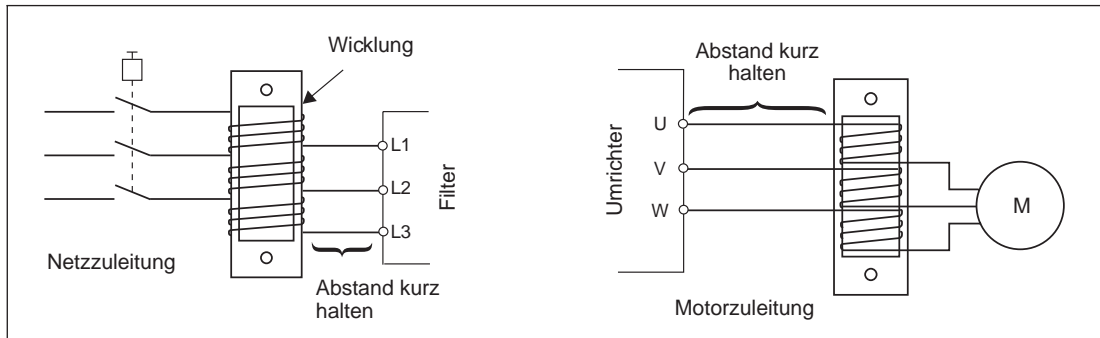 Wicklung
L1
L2
L3
Filter
Netzzuleitung
Abstand kurz
halten
Abstand kurz
halten
Umrichter
U
V
W
M
Motorzuleitung